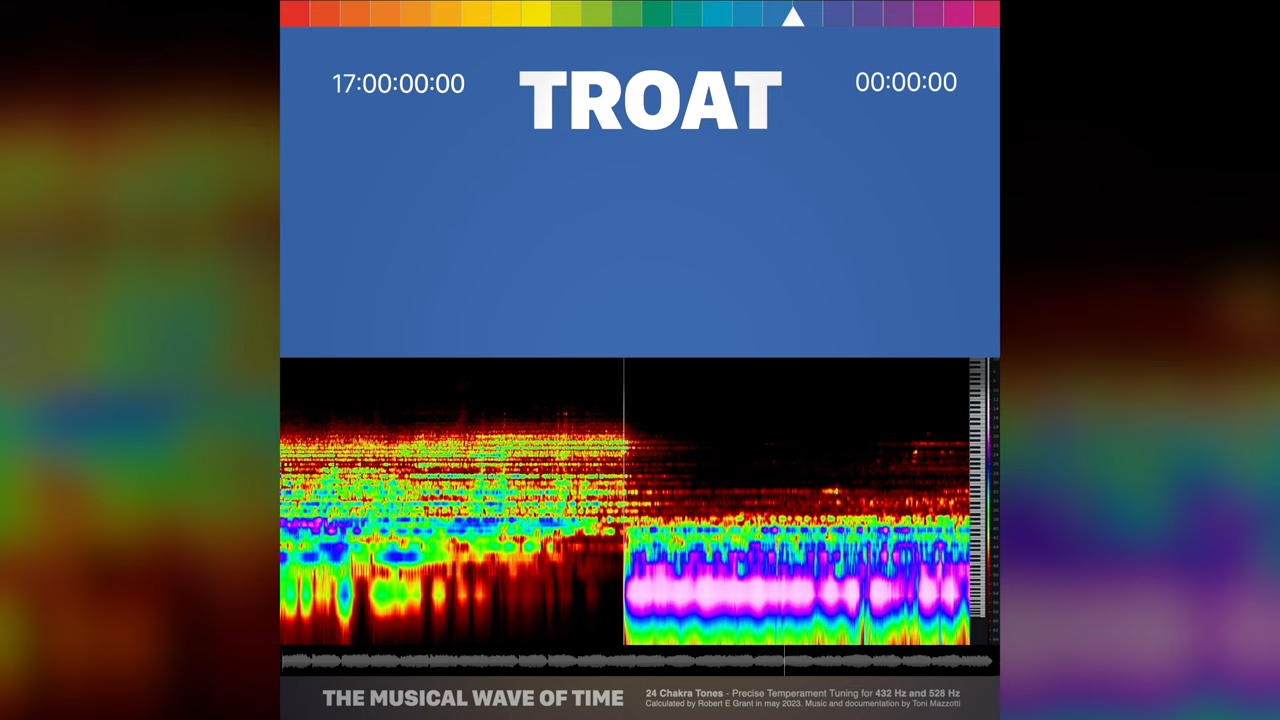 17:00:00:00
TROAT
00:00:00
THE MUSICAL WAVE OF TIME
24 Chakra Tones - Precise Temperament Tuning for 432 Hz and 528 Hz
Calculated by Robert E Grant in may 2023. Music and documentation by Toni Mazzotti